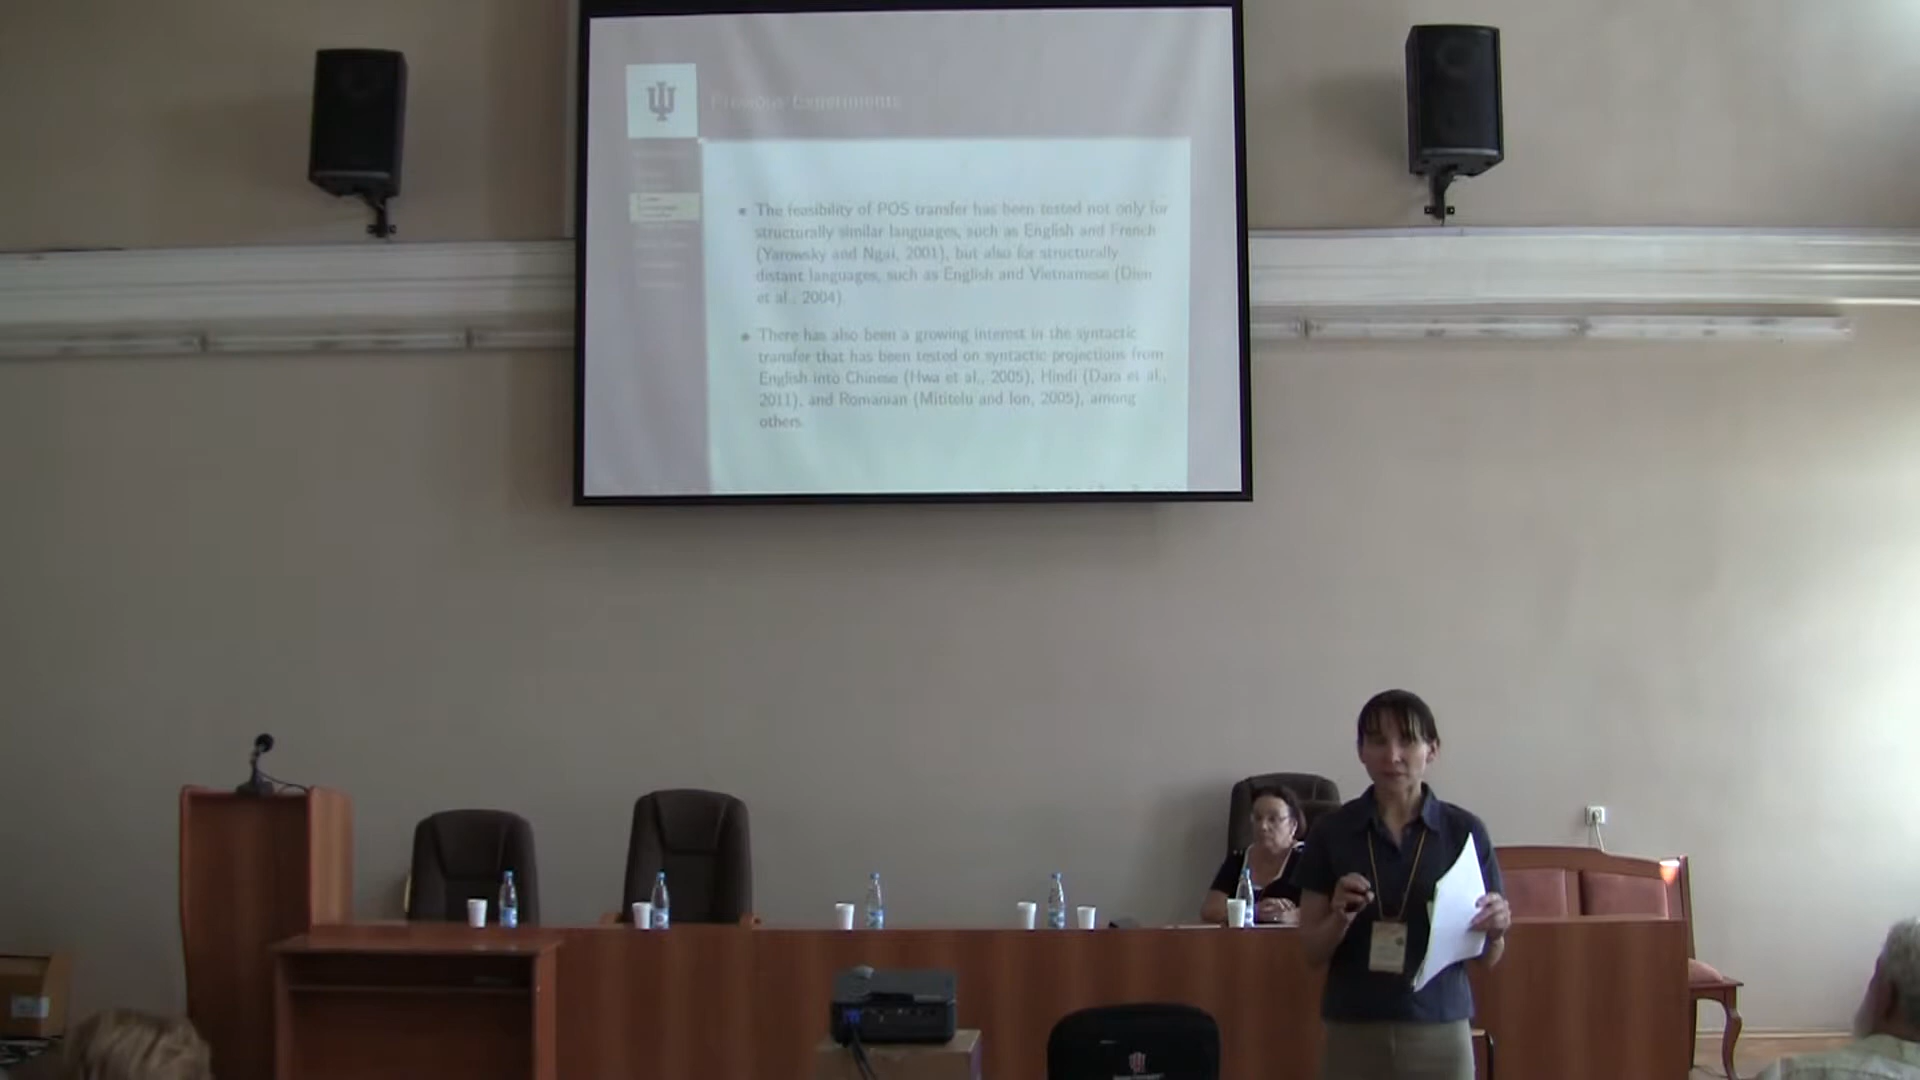 Previous Experiments
The feasibility of POS transfer has been tested not only for
structurally similar languages, such as English and French
(Yarowsky and Ngai, 2001), but also for structurally
distant languages, such as English and Vietnamese (Dien
et al., 2004).
There has also been a growing interest in the syntactic
transfer that has been tested on syntactic projections from
English into Chinese (Hwa et al., 2005), Hindi (Dara et al.,
2011), and Romanian (Mititelu and Ion, 2005), among
others.